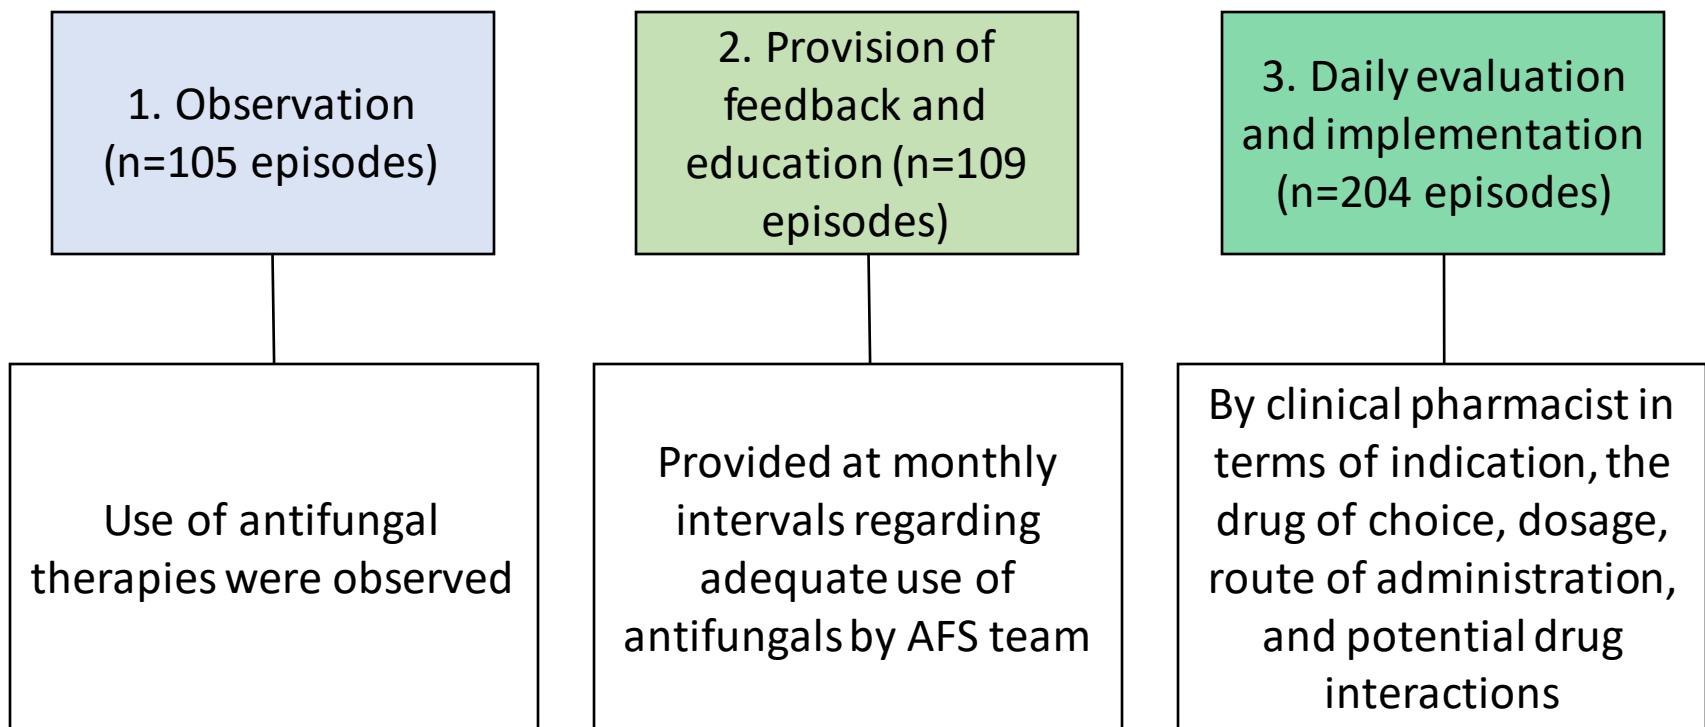 1. Observation
(n=105 episodes)
2. Provision of
feedback and
education (n=109
episodes)
3. Daily evaluation
and implementation
(n=204 episodes)
Use of antifungal
therapies were observed
Provided at monthly
intervals regarding
adequate use of
antifungals by AFS team
By clinical pharmacist in
terms of indication, the
drug of choice, dosage,
route of administration,
and potential drug
interactions